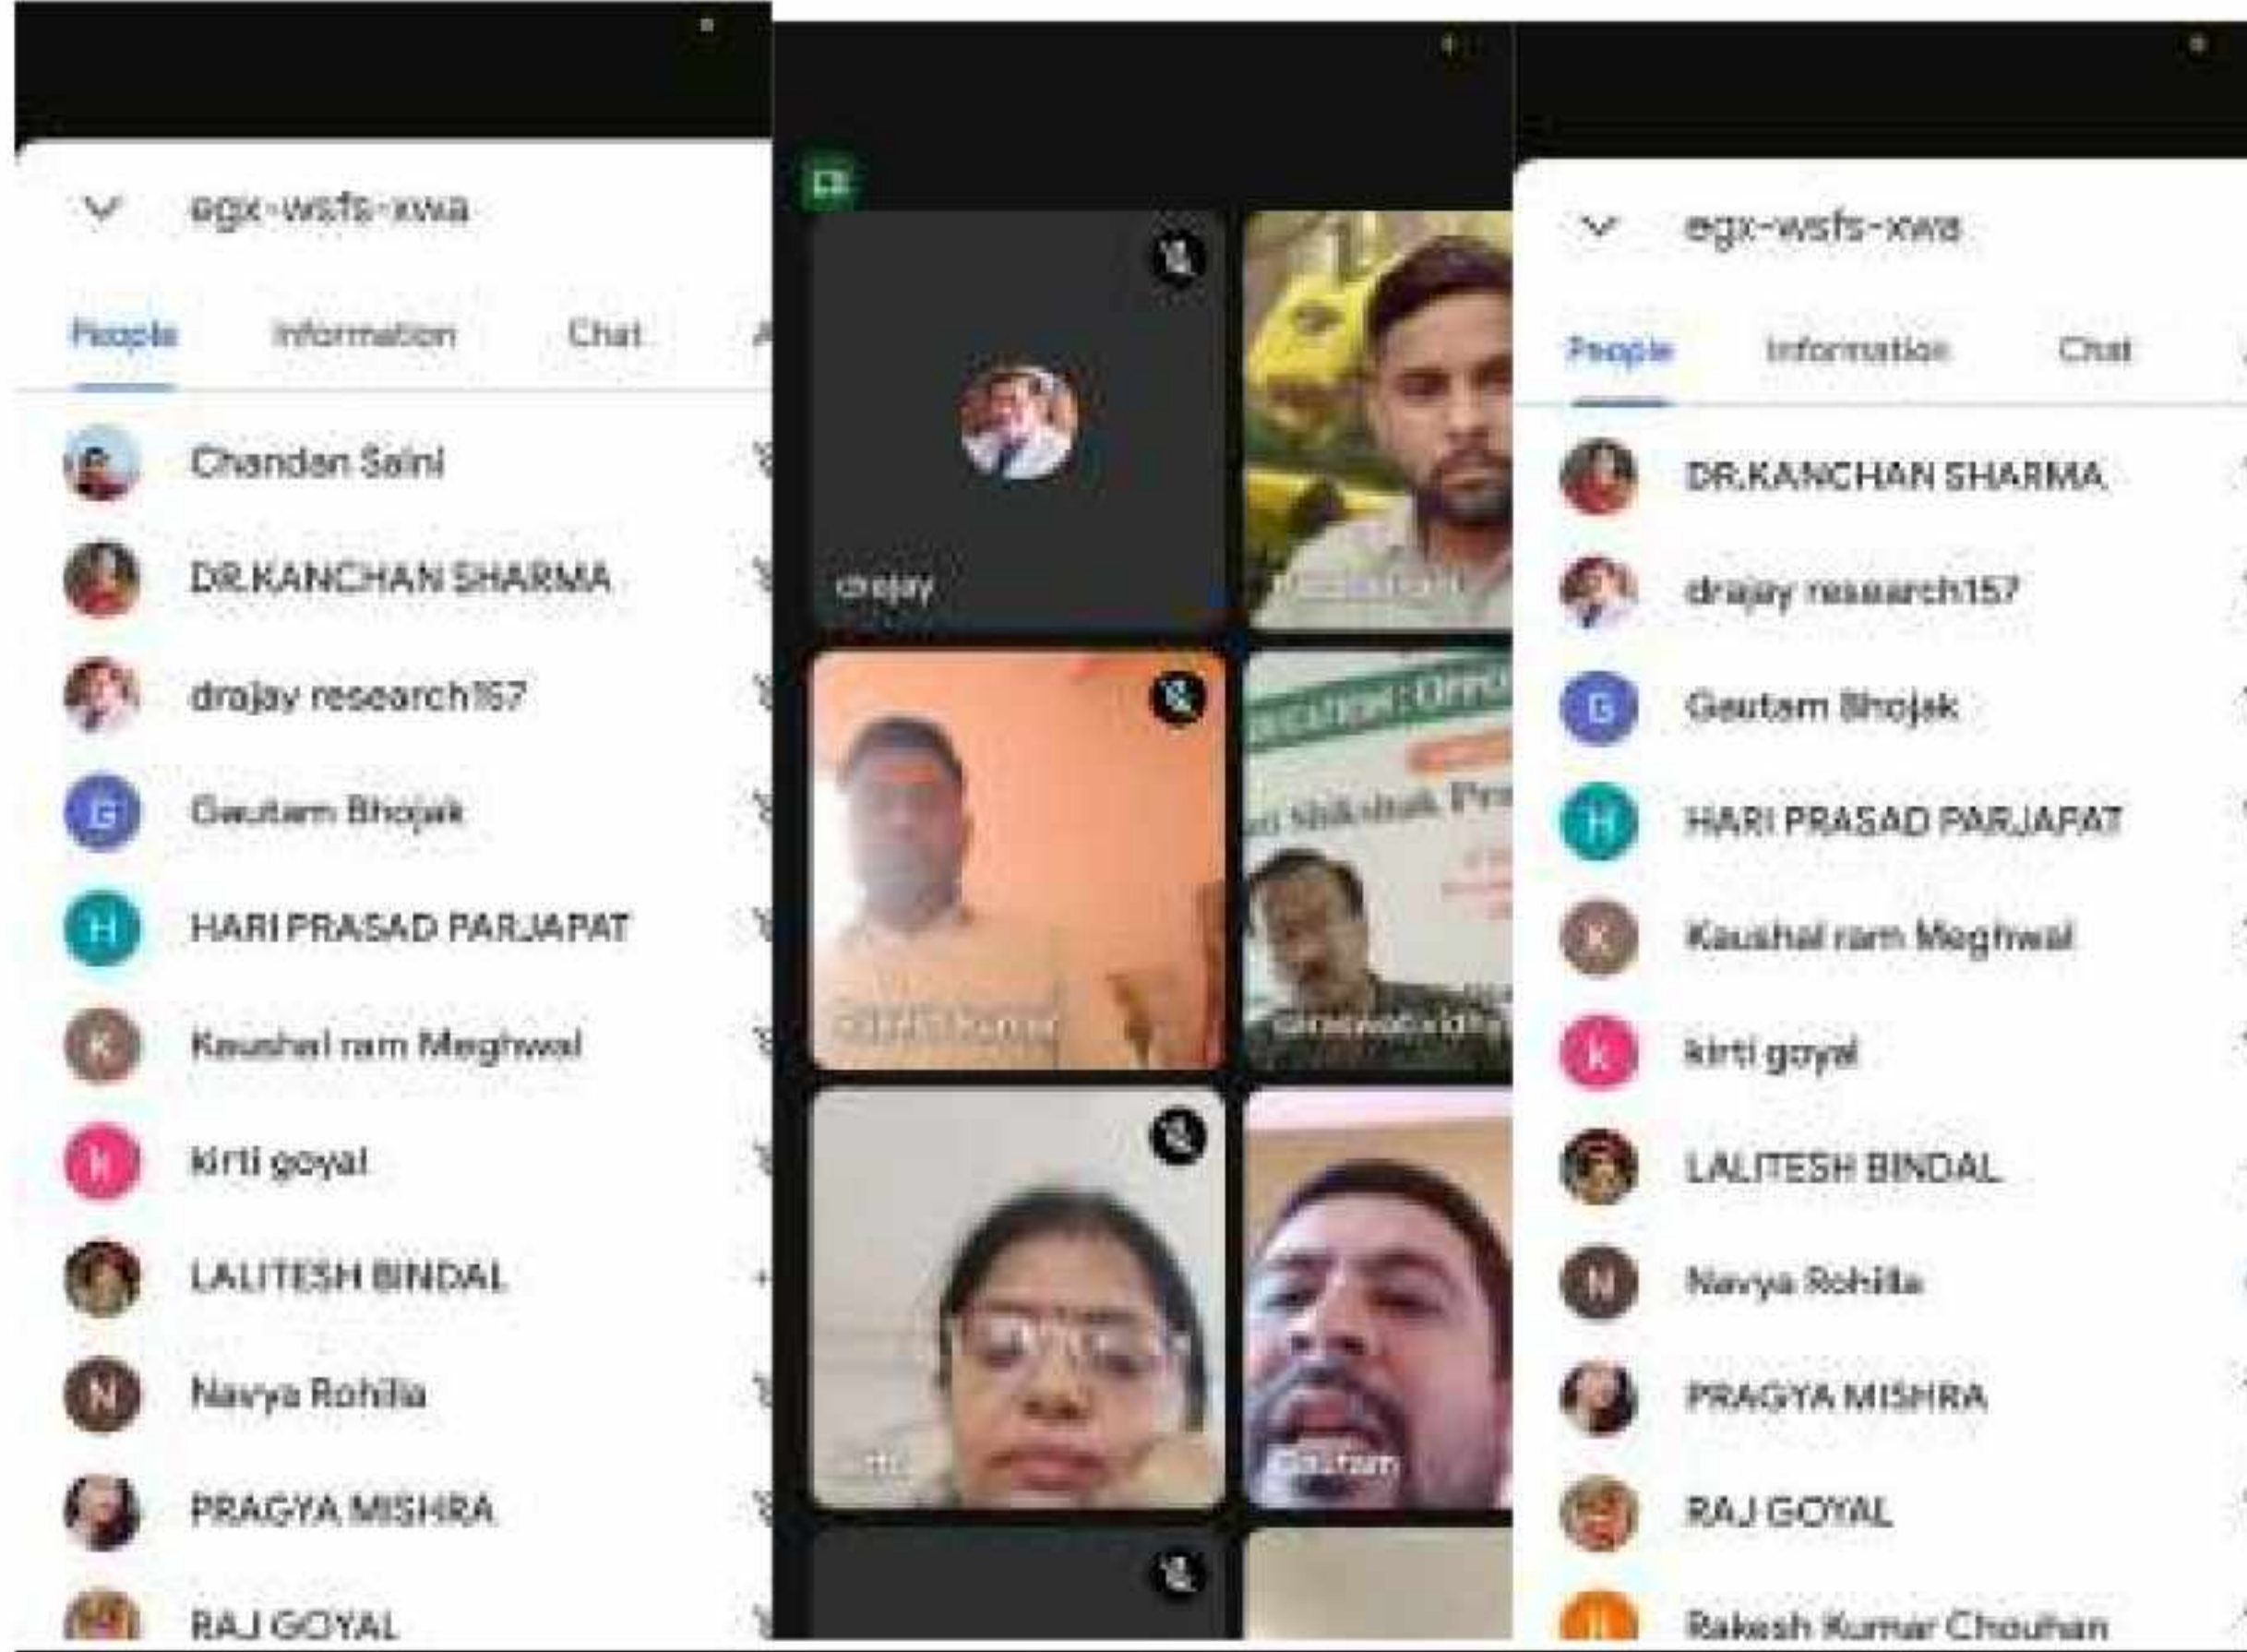 egx-wsfs-xwa
People Information Chat
Chandan Saini
DR.KANCHAN SHARMA
drajay research157
Gautam Bhojak
HARI PRASAD PARJAPAT
Kaushal ram Meghwal
kirti goyal
LALITESH BINDAL
Navya Rohilla
PRAGYA MISHRA
RAJ GOYAL
drajay
Shikshak
Gautam
egx-wsfs-xwa
People Information Chat
DR.KANCHAN SHARMA
drajay research157
Gautam Bhojak
HARI PRASAD PARJAPAT
Kaushal ram Meghwal
kirti goyal
LALITESH BINDAL
Navya Rohilla
PRAGYA MISHRA
RAJ GOYAL
Rakesh Kumar Chouhan